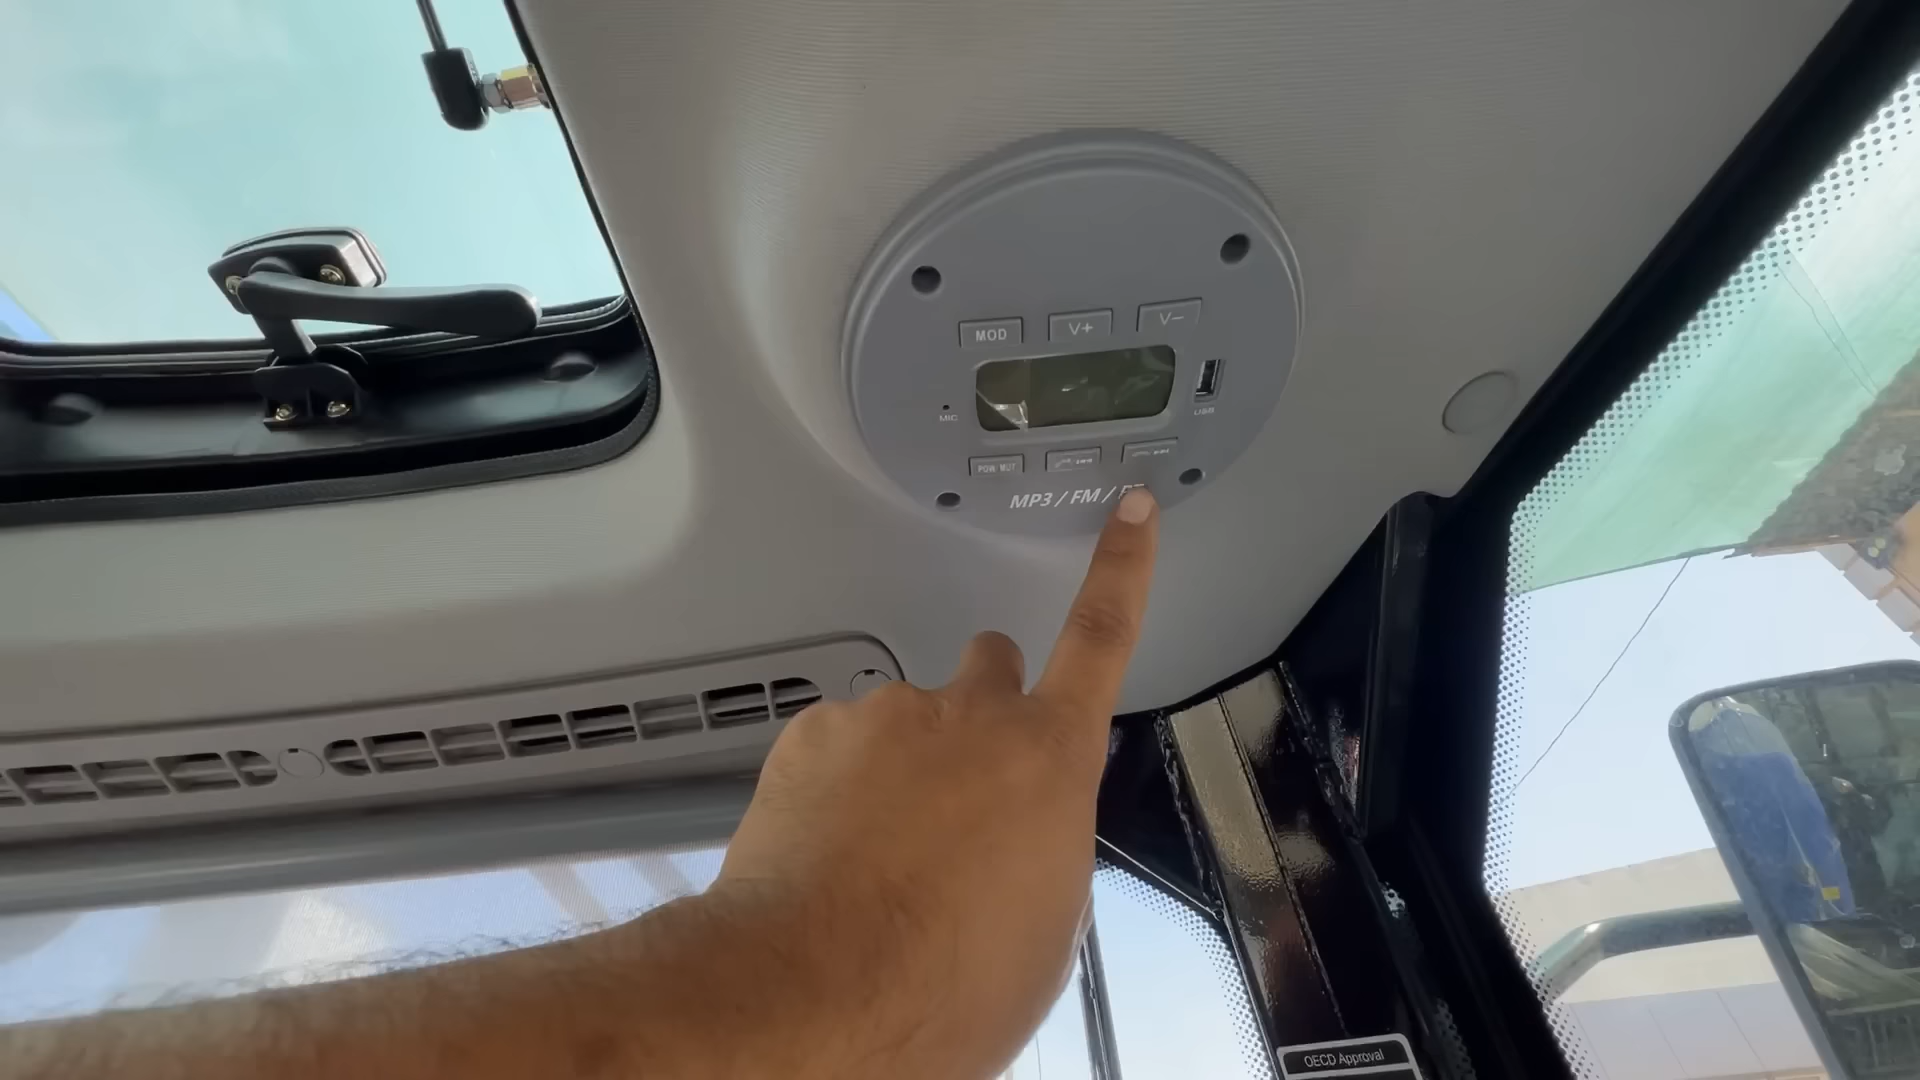 MOD
V+
V-
MIC
USB
POW/MUT
MP3 / FM /
OECD Approval